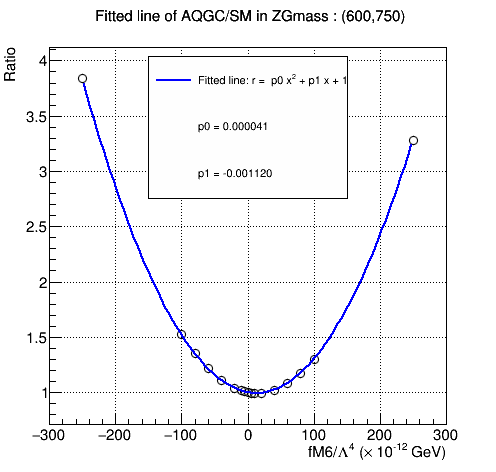 Fitted line of AQGC/SM in ZGmass : (600,750)
Ratio
4
3.5
3
2.5
2
1.5
1
Fitted line: r = p0 x² + p1 x + 1
p0 = 0.000041
p1 = -0.001120
−300 −200 −100 0 100 200 300
fM6/Λ⁴ (× 10⁻¹² GeV)